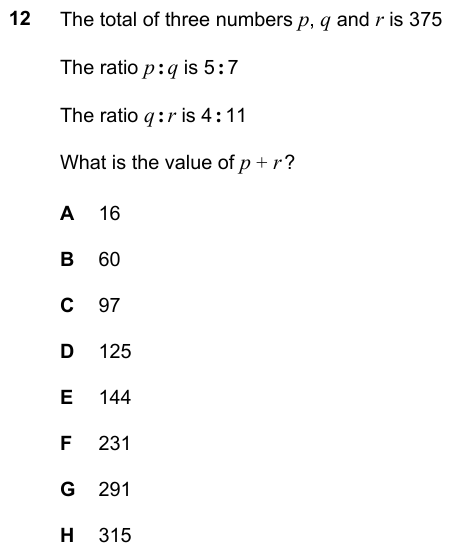 12 The total of three numbers p, q and r is 375
The ratio p : q is 5 : 7
The ratio q : r is 4 : 11
What is the value of p + r?
A 16
B 60
C 97
D 125
E 144
F 231
G 291
H 315